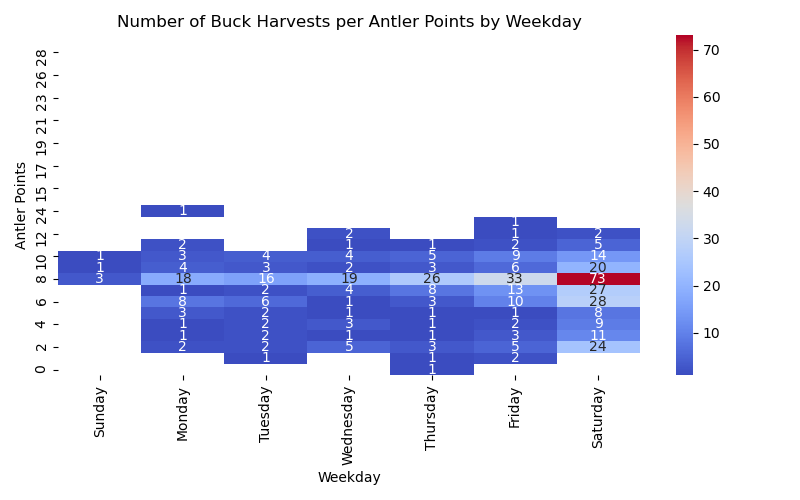 Number of Buck Harvests per Antler Points by Weekday
28
26
23
21
19
17
15
24
1
1
12
2 1 2
2 1 1 2 5
10
1 3 4 4 5 9 14
1 4 3 2 3 6 20
8
3 18 16 19 26 33 73
1 2 4 8 13 27
6
8 6 1 3 10 28
3 2 1 1 1 8
4
1 2 3 1 2 9
1 2 1 1 3 11
2
2 2 5 3 5 24
1 1 2
0
1
Antler Points
Sunday
Monday
Tuesday
Wednesday
Thursday
Friday
Saturday
Weekday
70
60
50
40
30
20
10